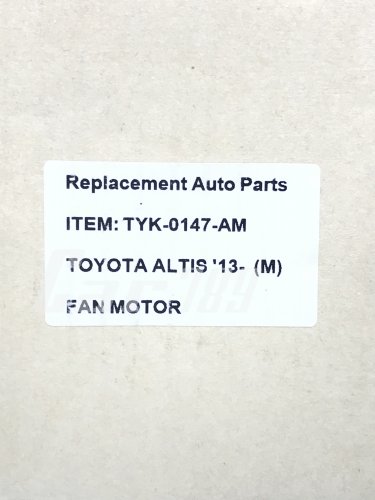 Replacement Auto Parts
ITEM: TYK-0147-AM
TOYOTA ALTIS '13- (M)
FAN MOTOR